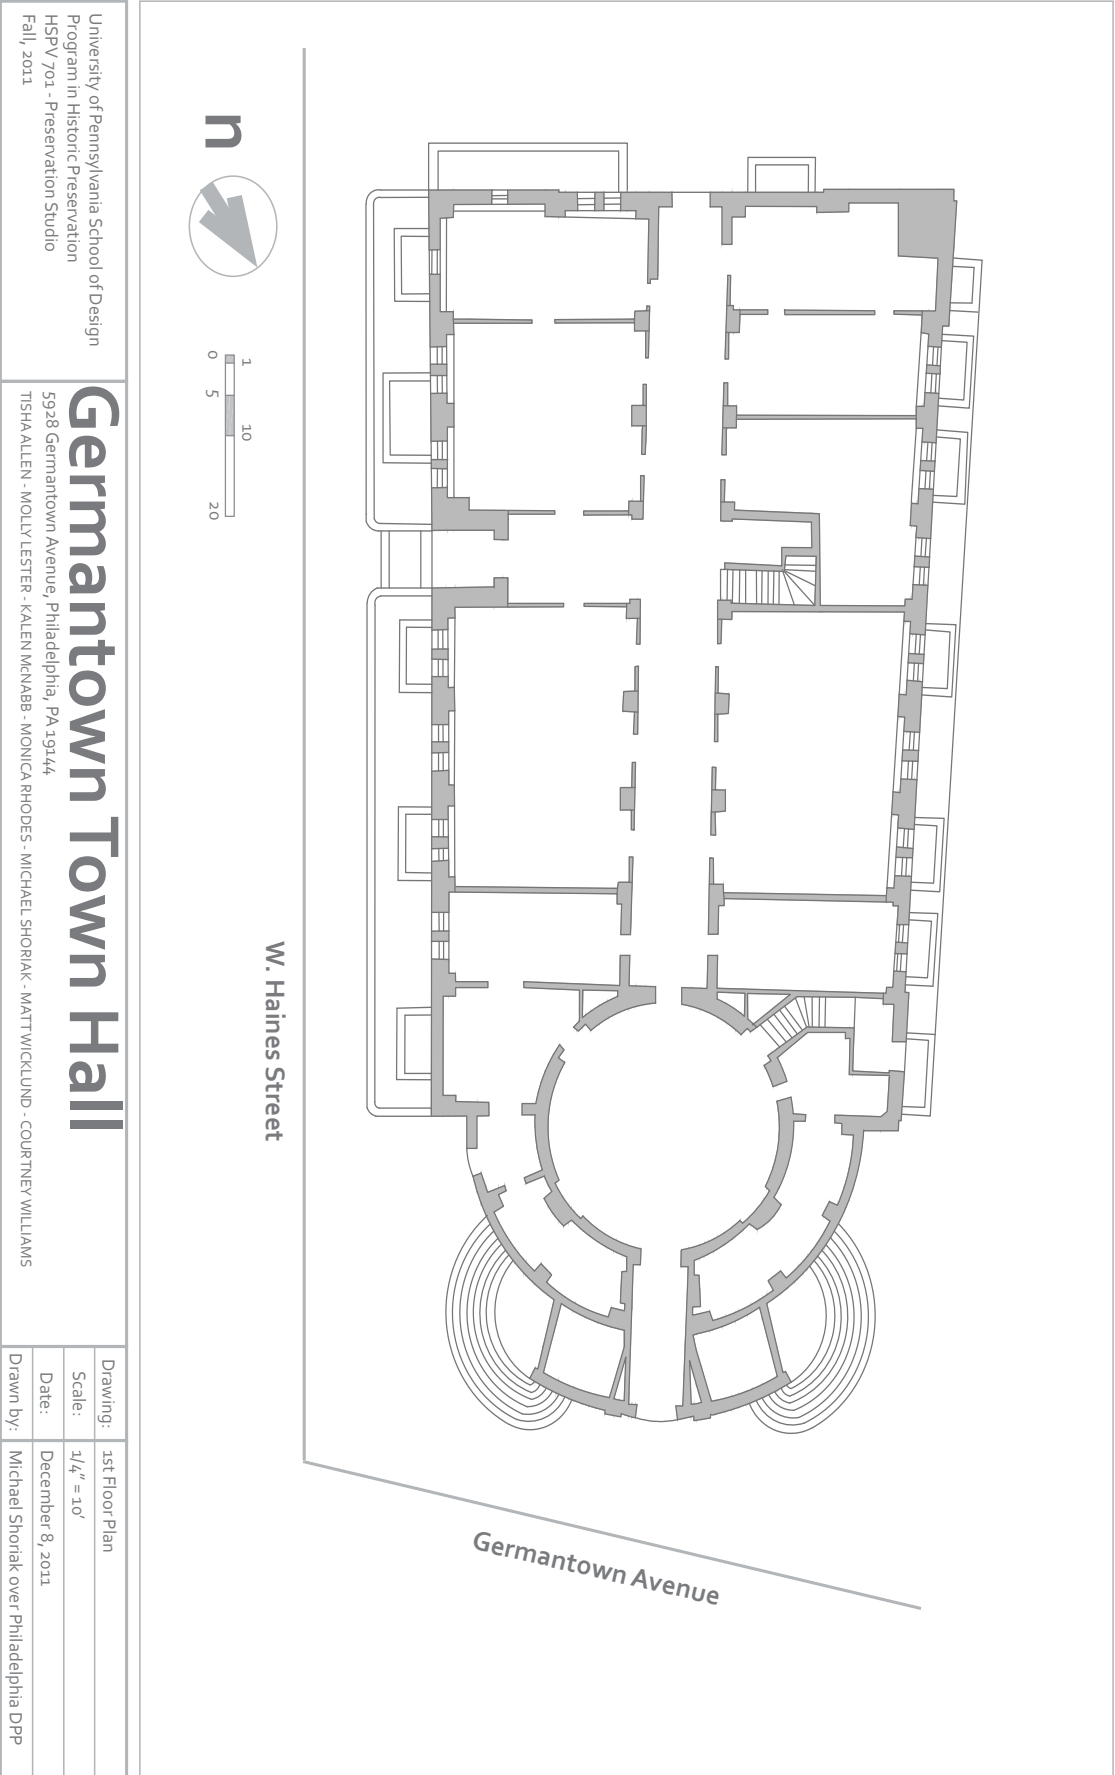 University of Pennsylvania School of Design
Program in Historic Preservation
HSPV 701 - Preservation Studio
Fall, 2011
Germantown Town Hall
5928 Germantown Avenue, Philadelphia, PA 19144
TISHA ALLEN - MOLLY LESTER - KALEN McNABB - MONICA RHODES - MICHAEL SHORIAK - MATT WICKLUND - COURTNEY WILLIAMS
Drawing: 1st Floor Plan
Scale: 1/4" = 10'
Date: December 8, 2011
Drawn by: Michael Shoriak over Philadelphia DPP
n
1 10
0 5 20
W. Haines Street
Germantown Avenue